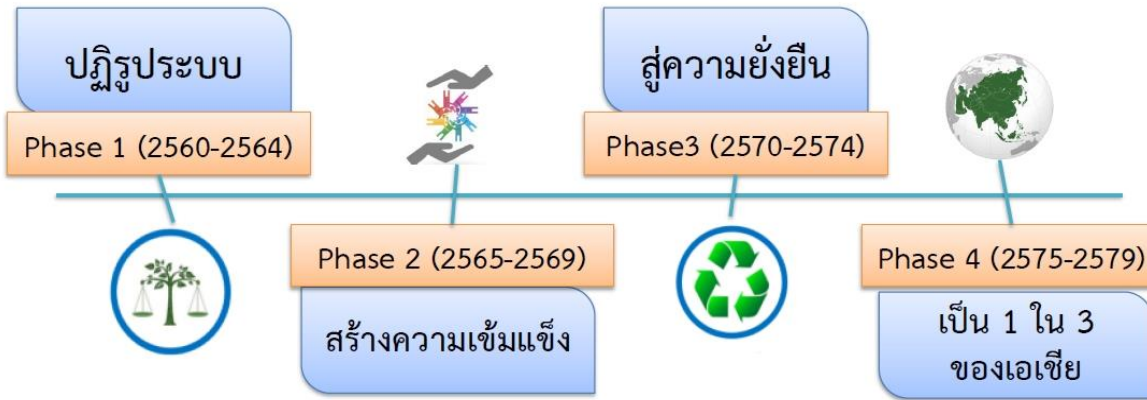 ปฏิรูประบบ
Phase 1 (2560-2564)
Phase 2 (2565-2569)
สร้างความเข้มแข็ง
สู่ความยั่งยืน
Phase3 (2570-2574)
Phase 4 (2575-2579)
เป็น 1 ใน 3
ของเอเชีย